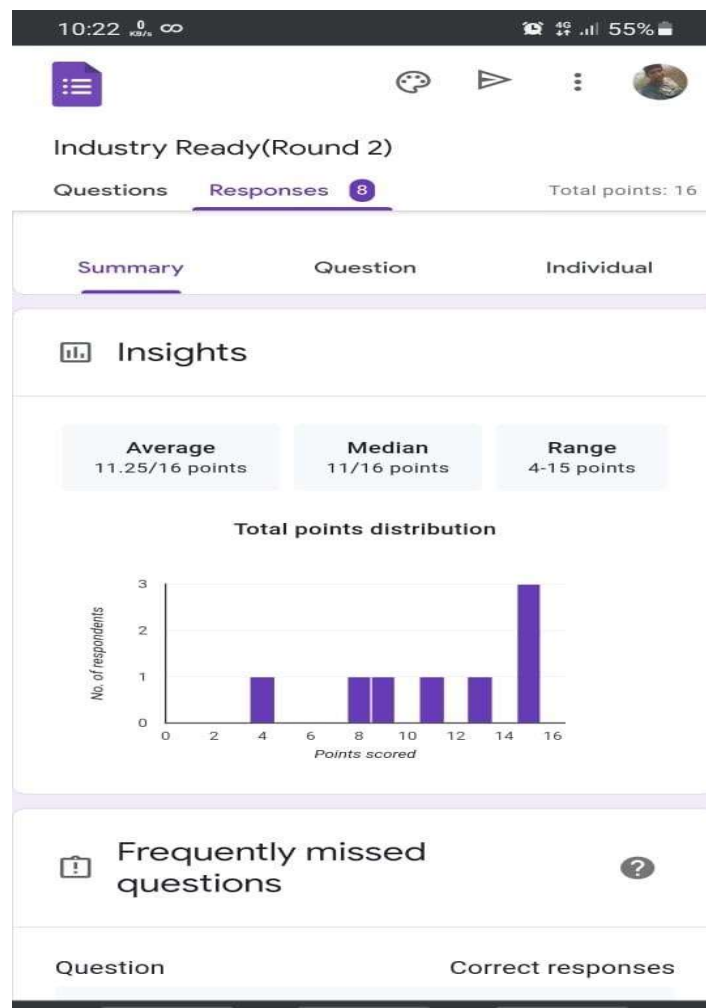 10:22 0 KB/s 4G 55%
Industry Ready(Round 2)
Questions Responses 8 Total points: 16
Summary Question Individual
Insights
Average Median Range
11.25/16 points 11/16 points 4-15 points
Total points distribution
No. of respondents
3
2
1
0
0 2 4 6 8 10 12 14 16
Points scored
Frequently missed
questions
Question Correct responses